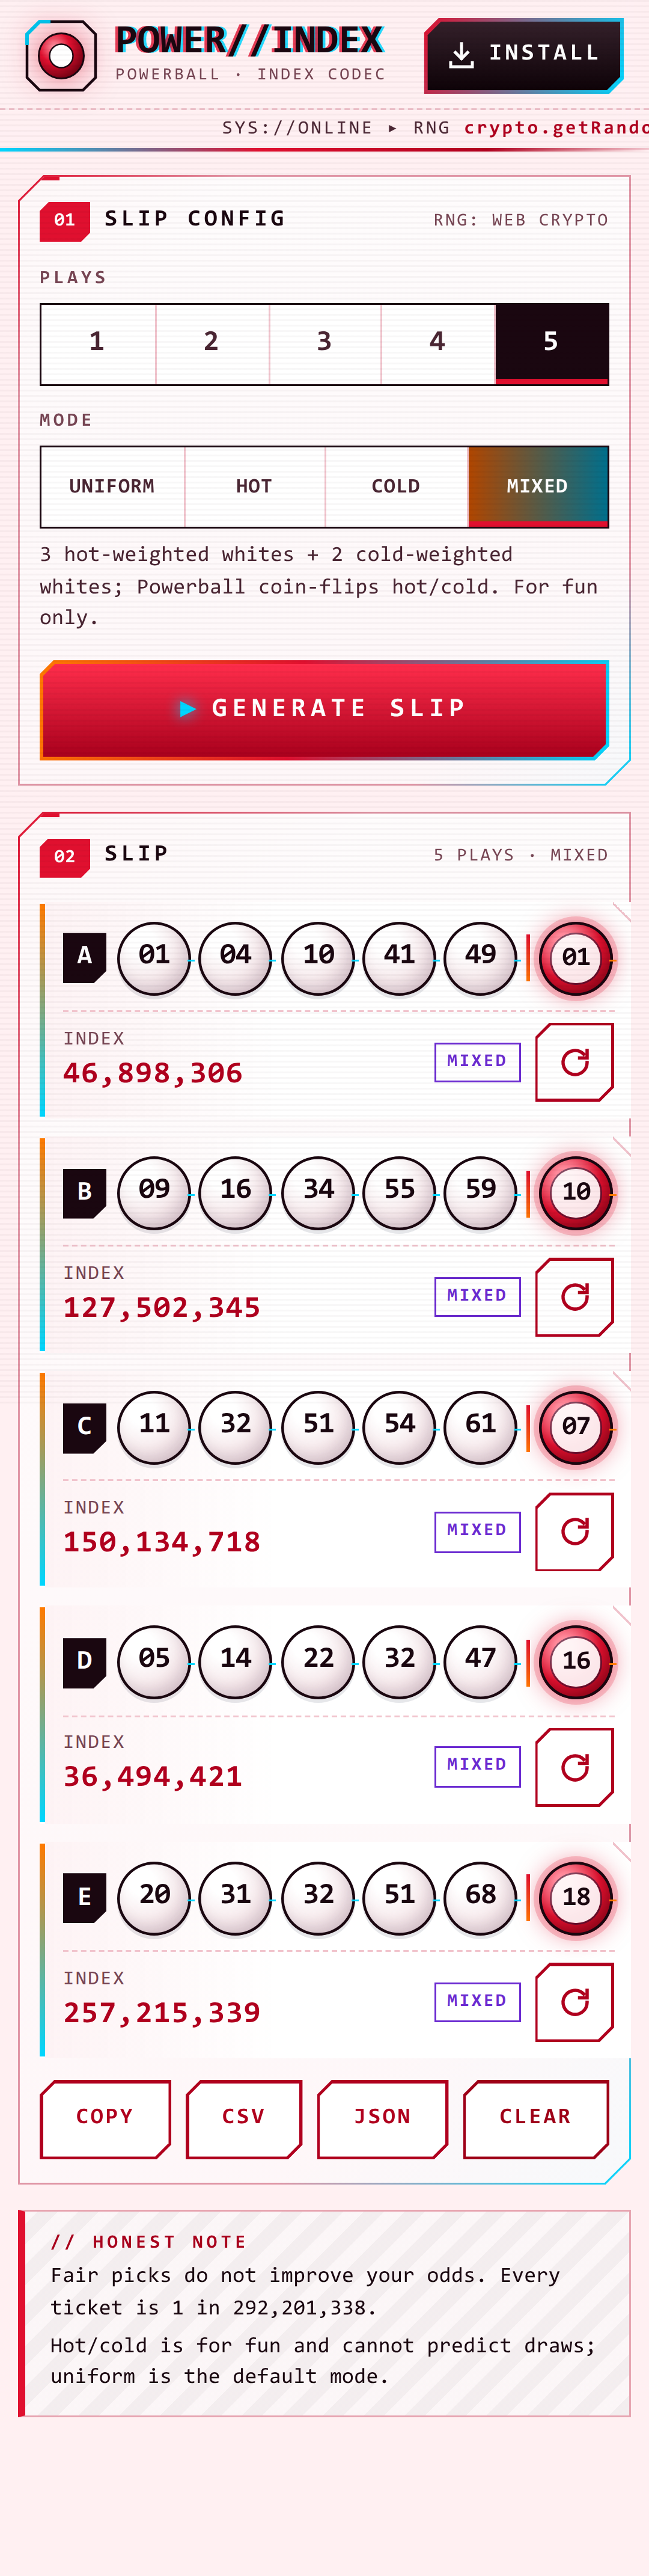 POWER//INDEX
POWERBALL · INDEX CODEC
INSTALL
SYS://ONLINE ▸ RNG crypto.getRando
01 SLIP CONFIG RNG: WEB CRYPTO
PLAYS
1 2 3 4 5
MODE
UNIFORM HOT COLD MIXED
3 hot-weighted whites + 2 cold-weighted
whites; Powerball coin-flips hot/cold. For fun
only.
▶ GENERATE SLIP
02 SLIP 5 PLAYS · MIXED
A 01 04 10 41 49 01
INDEX
46,898,306 MIXED
B 09 16 34 55 59 10
INDEX
127,502,345 MIXED
C 11 32 51 54 61 07
INDEX
150,134,718 MIXED
D 05 14 22 32 47 16
INDEX
36,494,421 MIXED
E 20 31 32 51 68 18
INDEX
257,215,339 MIXED
COPY CSV JSON CLEAR
// HONEST NOTE
Fair picks do not improve your odds. Every
ticket is 1 in 292,201,338.
Hot/cold is for fun and cannot predict draws;
uniform is the default mode.